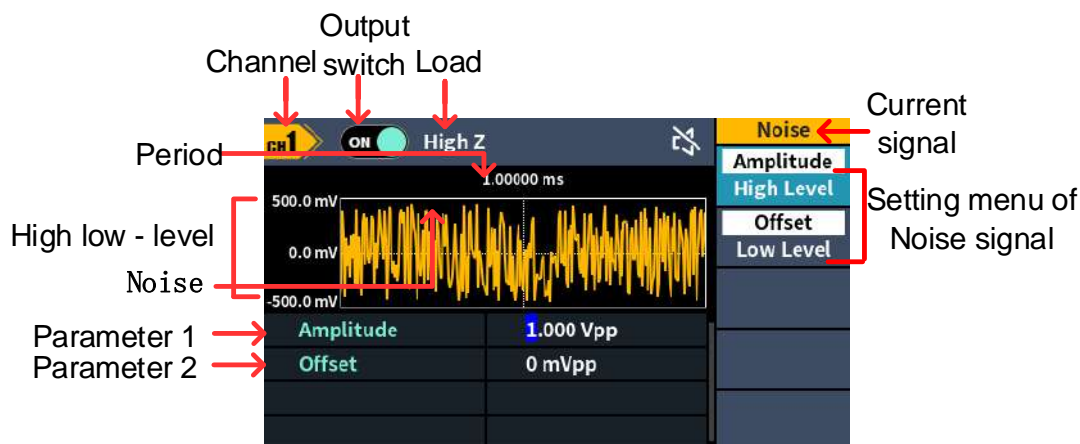 Output
Channel switch Load
Current
signal
CH1 ON High Z Noise
Period
1.00000 ms
Amplitude
High Level
500.0 mV
Setting menu of
Noise signal
Offset
Low Level
High low - level
0.0 mV
Noise
-500.0 mV
Parameter 1 Amplitude 1.000 Vpp
Parameter 2 Offset 0 mVpp